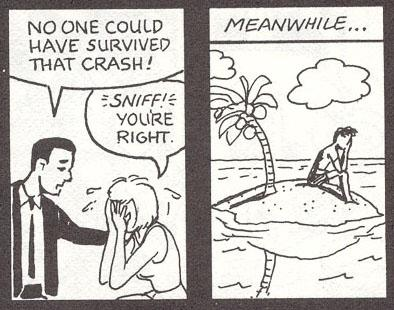 NO ONE COULD
HAVE SURVIVED
THAT CRASH!
SNIFF!
YOU'RE
RIGHT.
MEANWHILE...